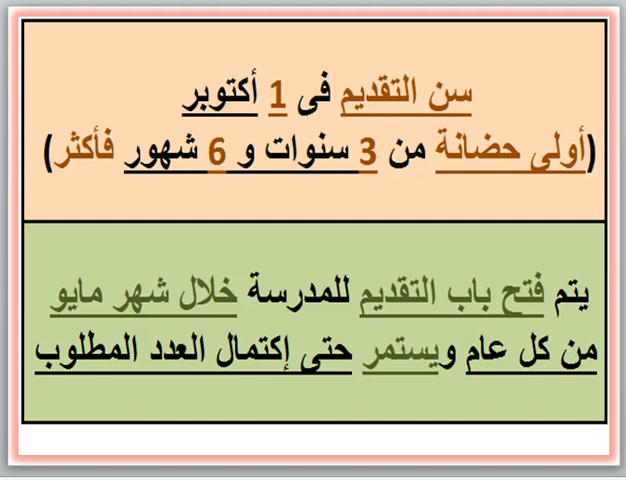 سن التقديم فى 1 أكتوبر
(أولى حضانة من 3 سنوات و 6 شهور فأكثر)
يتم فتح باب التقديم للمدرسة خلال شهر مايو
من كل عام ويستمر حتى إكتمال العدد المطلوب